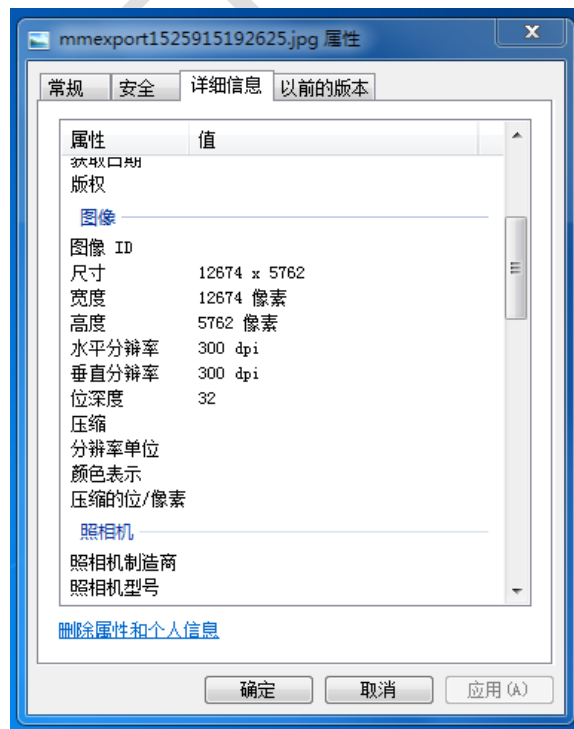 mmexport1525915192625.jpg 属性
常规 安全 详细信息 以前的版本
属性 值
获取日期
版权
图像
图像 ID
尺寸 12674 x 5762
宽度 12674 像素
高度 5762 像素
水平分辨率 300 dpi
垂直分辨率 300 dpi
位深度 32
压缩
分辨率单位
颜色表示
压缩的位/像素
照相机
照相机制造商
照相机型号
删除属性和个人信息
确定 取消 应用(A)